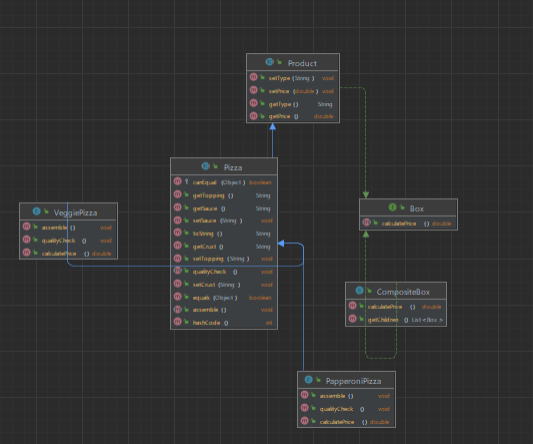 Product
setType (String) void
setPrice (double) void
getType () String
getPrice () double
Pizza
canEqual (Object) boolean
getTopping () String
getSauce () String
setSauce (String) void
toString () String
getCrust () String
setTopping (String) void
qualityCheck () void
setCrust (String) void
equals (Object) boolean
assemble () void
hashCode () int
VeggiePizza
assemble () void
qualityCheck () void
calculatePrice () double
Box
calculatePrice () double
CompositeBox
calculatePrice () double
getChildren () List<Box>
PapperoniPizza
assemble () void
qualityCheck () void
calculatePrice () double